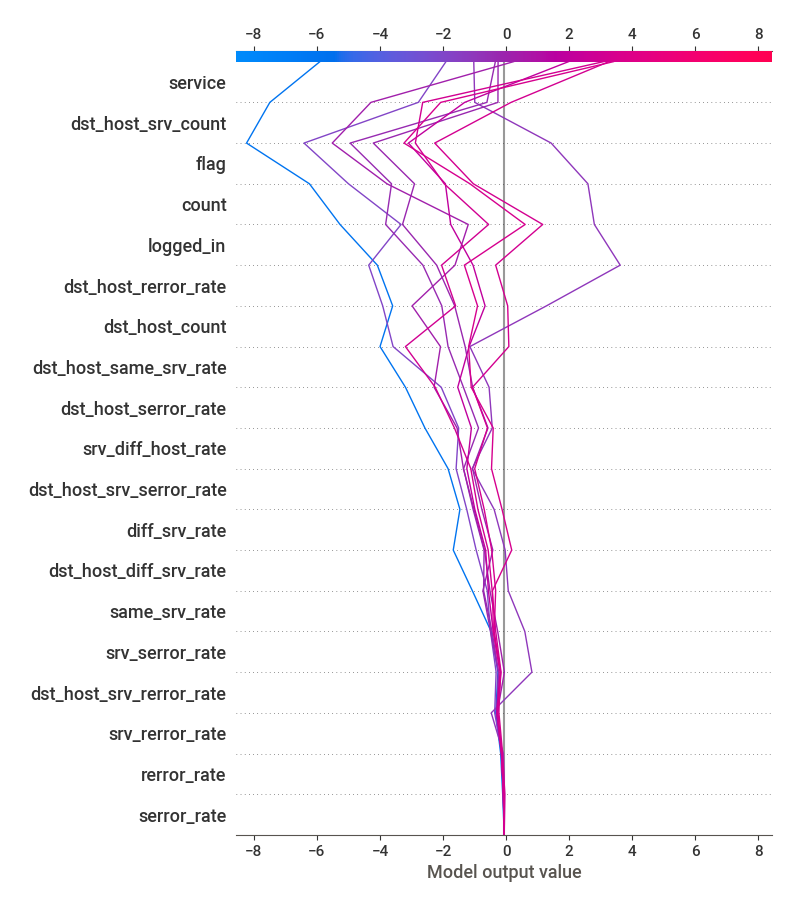 −8 −6 −4 −2 0 2 4 6 8
service
dst_host_srv_count
flag
count
logged_in
dst_host_rerror_rate
dst_host_count
dst_host_same_srv_rate
dst_host_serror_rate
srv_diff_host_rate
dst_host_srv_serror_rate
diff_srv_rate
dst_host_diff_srv_rate
same_srv_rate
srv_serror_rate
dst_host_srv_rerror_rate
srv_rerror_rate
rerror_rate
serror_rate
−8 −6 −4 −2 0 2 4 6 8
Model output value